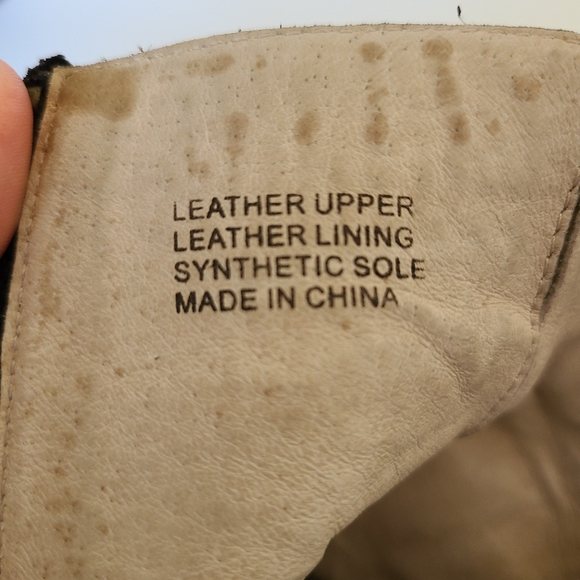 LEATHER UPPER
LEATHER LINING
SYNTHETIC SOLE
MADE IN CHINA